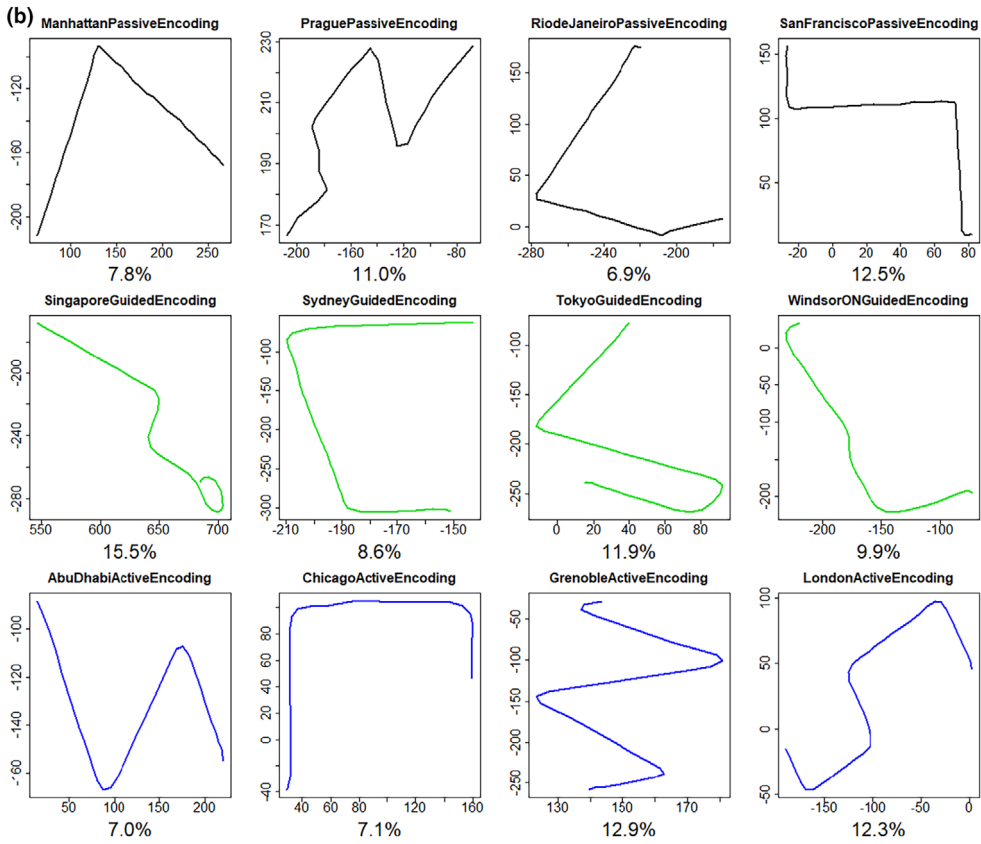 (b)
ManhattanPassiveEncoding PraguePassiveEncoding RiodeJaneiroPassiveEncoding SanFranciscoPassiveEncoding
-120 -160 -200 230 210 190 170 150 100 50 0 150 100 50
100 150 200 250 -200 -160 -120 -80 -280 -240 -200 -20 0 20 40 60 80
7.8% 11.0% 6.9% 12.5%
SingaporeGuidedEncoding SydneyGuidedEncoding TokyoGuidedEncoding WindsorONGuidedEncoding
-200 -240 -280 -100 -150 -200 -250 -300 -100 -150 -200 -250 0 -50 -100 -200
550 600 650 700 -210 -190 -170 -150 0 20 40 60 80 -200 -100
15.5% 8.6% 11.9% 9.9%
AbuDhabiActiveEncoding ChicagoActiveEncoding GrenobleActiveEncoding LondonActiveEncoding
-100 -120 -140 -160 80 60 40 20 0 -40 -50 -100 -150 -200 -250 100 50 0 -50
50 100 150 200 40 60 80 100 120 160 130 150 170 -150 -100 -50 0
7.0% 7.1% 12.9% 12.3%